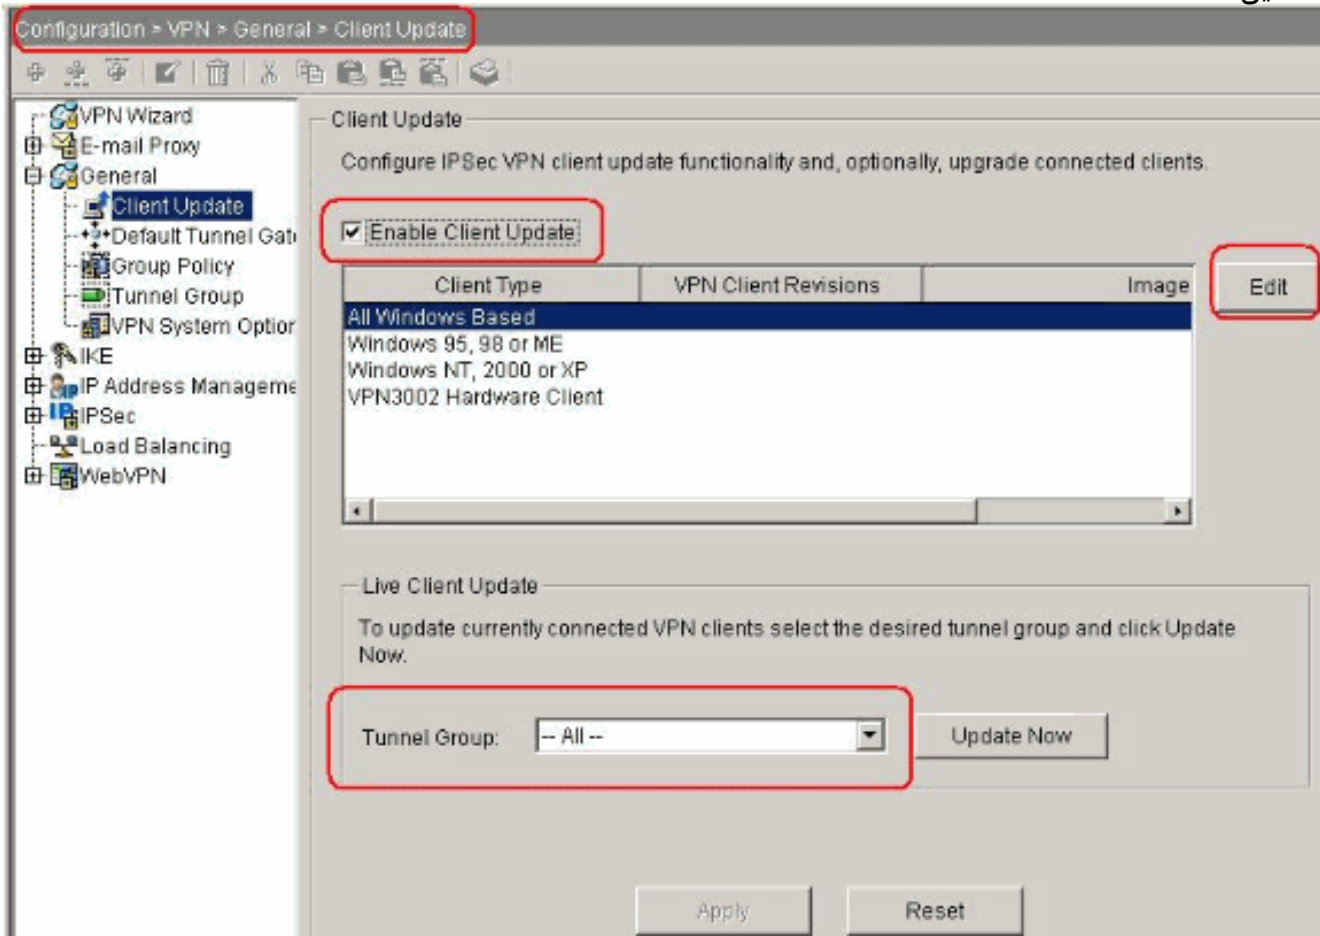 Configuration > VPN > General > Client Update
VPN Wizard
E-mail Proxy
General
Client Update
Default Tunnel Gat
Group Policy
Tunnel Group
VPN System Option
IKE
IP Address Manageme
IPSec
Load Balancing
WebVPN
Client Update
Configure IPSec VPN client update functionality and, optionally, upgrade connected clients.
Enable Client Update
Client Type VPN Client Revisions Image
All Windows Based
Windows 95, 98 or ME
Windows NT, 2000 or XP
VPN3002 Hardware Client
Edit
Live Client Update
To update currently connected VPN clients select the desired tunnel group and click Update
Now.
Tunnel Group: -- All -- Update Now
Apply Reset